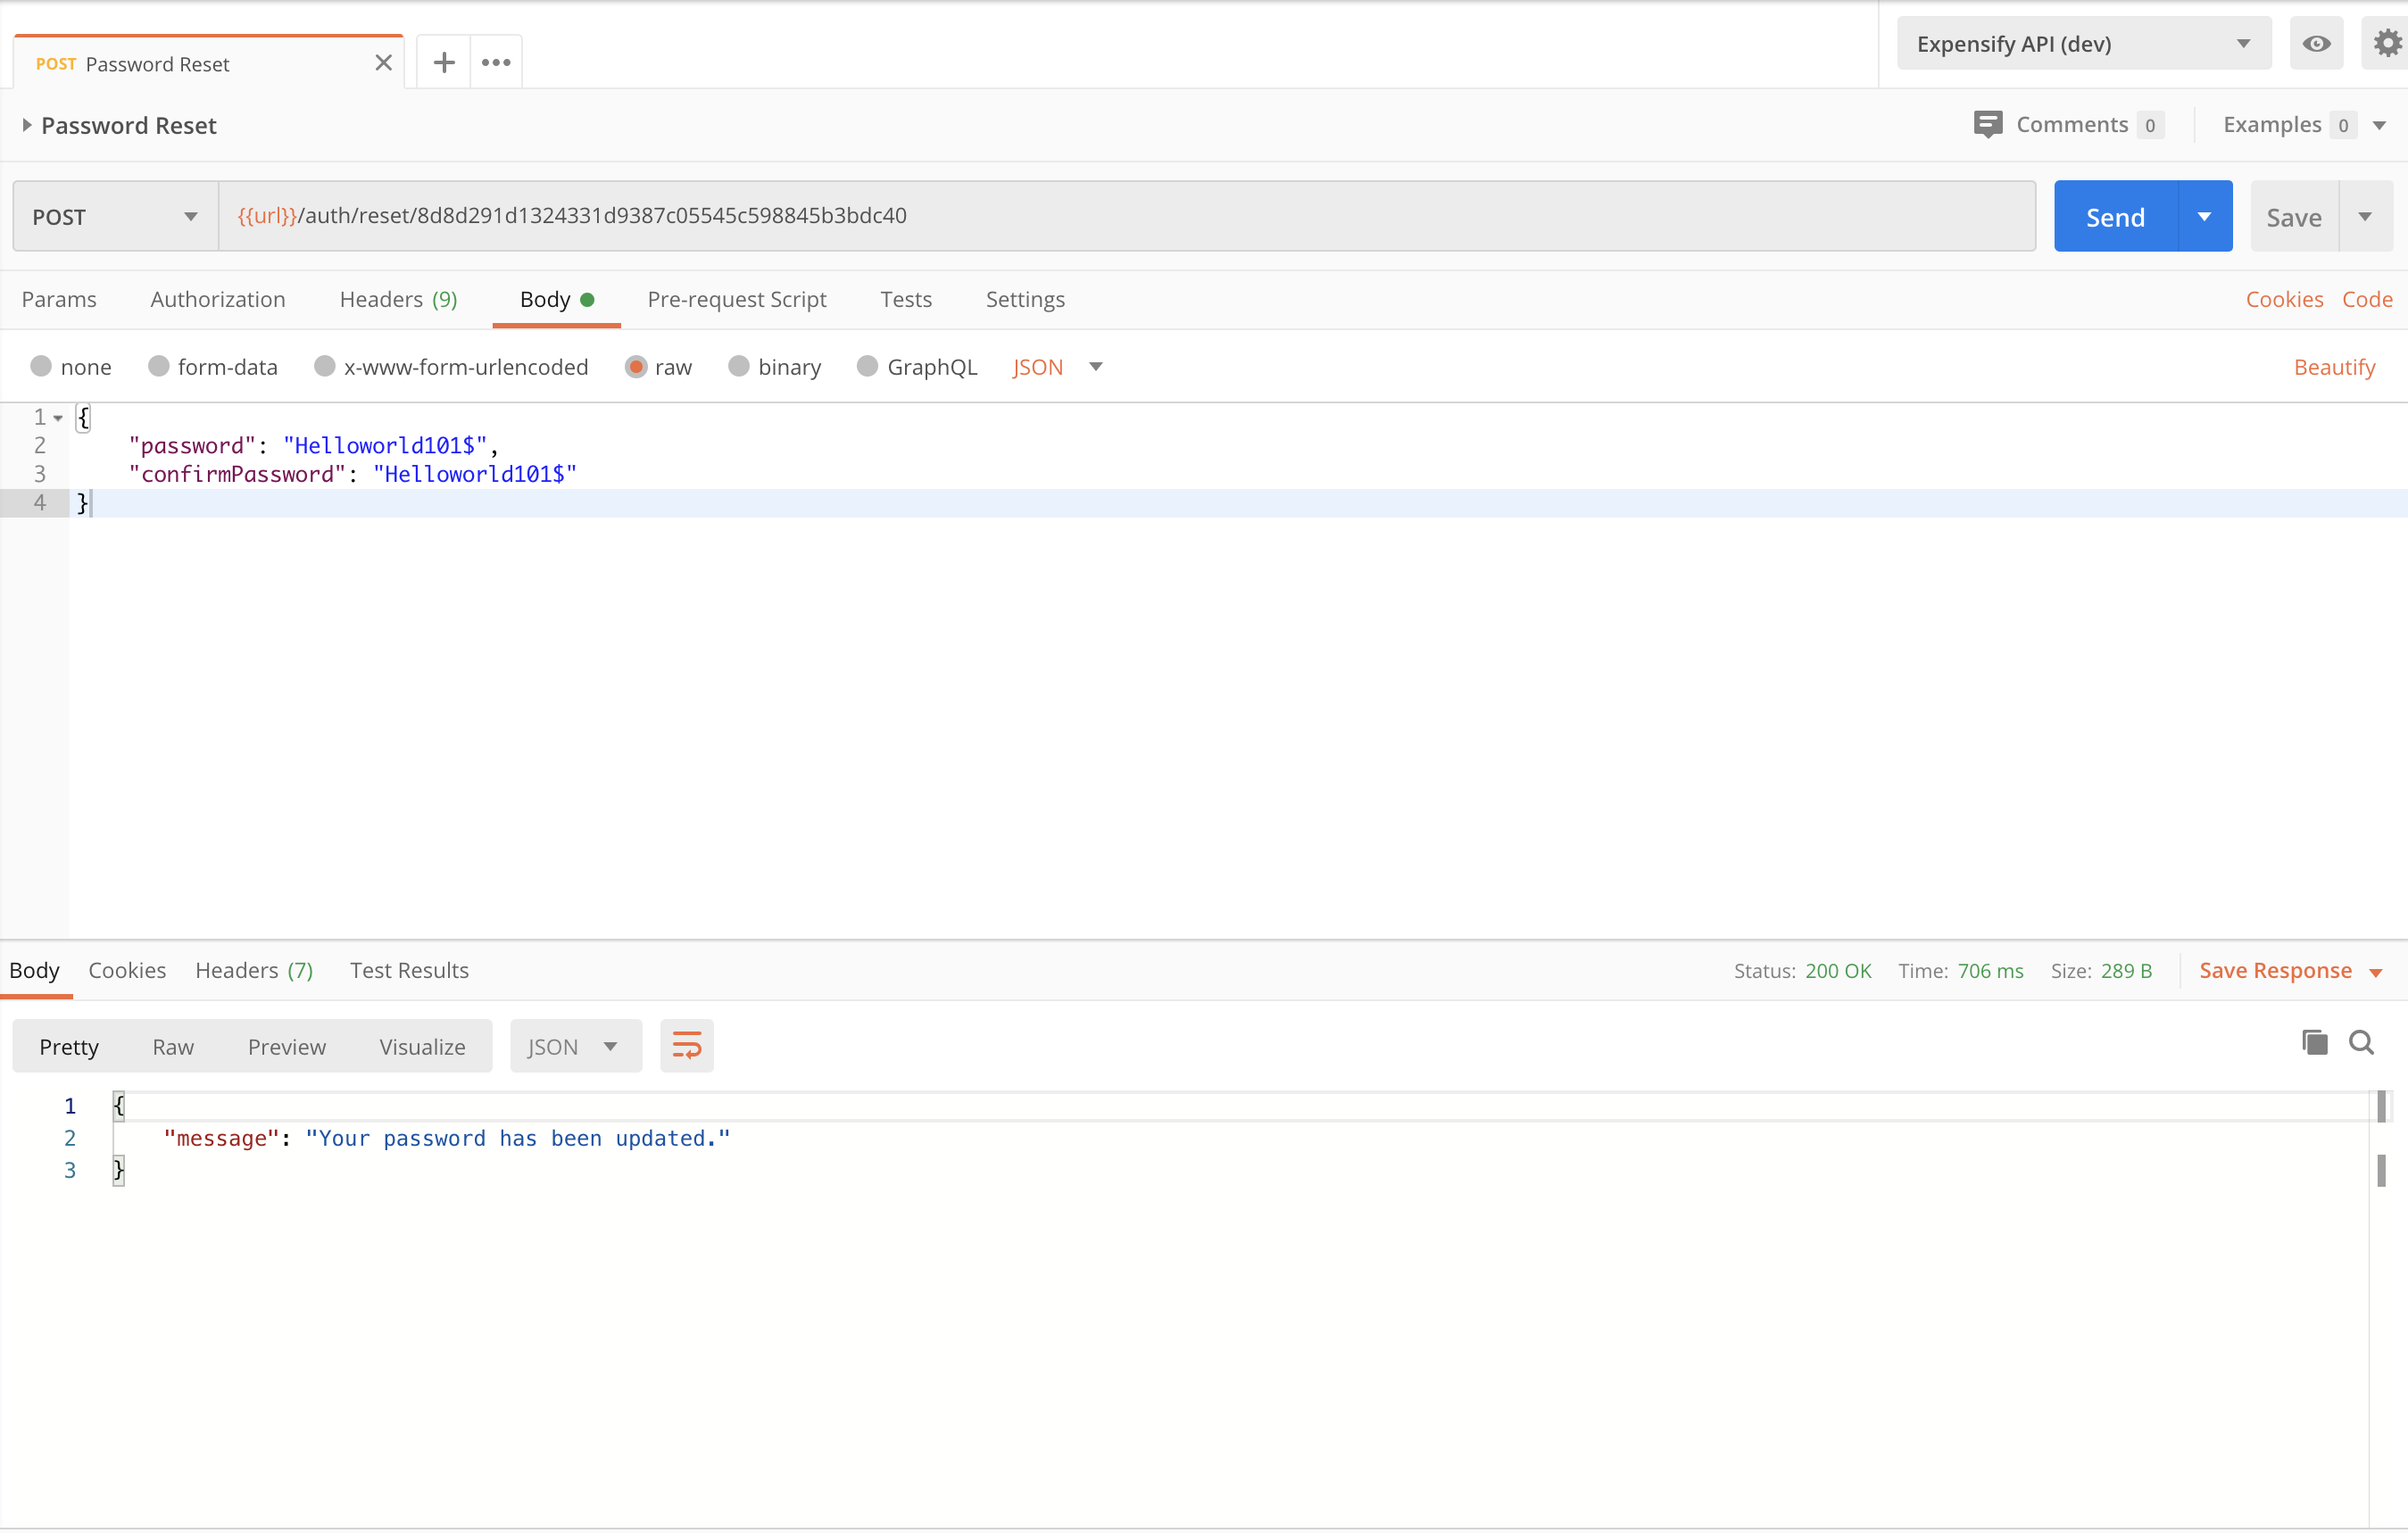 POST Password Reset
Expensify API (dev)
Password Reset
Comments 0
Examples 0
POST
{{url}}/auth/reset/8d8d291d1324331d9387c05545c598845b3bdc40
Send
Save
Params Authorization Headers (9) Body Pre-request Script Tests Settings Cookies Code
none form-data x-www-form-urlencoded raw binary GraphQL JSON Beautify
1 {
2 "password": "Helloworld101$",
3 "confirmPassword": "Helloworld101$"
4 }
Body Cookies Headers (7) Test Results Status: 200 OK Time: 706 ms Size: 289 B Save Response
Pretty Raw Preview Visualize JSON
1 {
2 "message": "Your password has been updated."
3 }